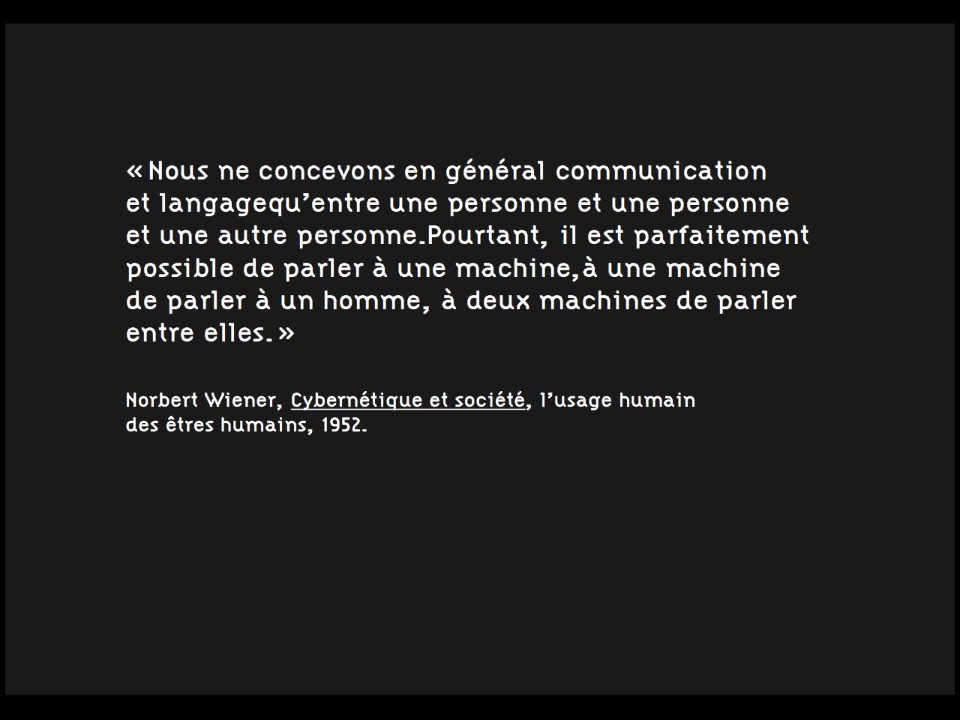 «Nous ne concevons en général communication
et langagequ’entre une personne et une personne
et une autre personne.Pourtant, il est parfaitement
possible de parler à une machine,à une machine
de parler à un homme, à deux machines de parler
entre elles.»
Norbert Wiener, Cybernétique et société, l’usage humain
des êtres humains, 1952.